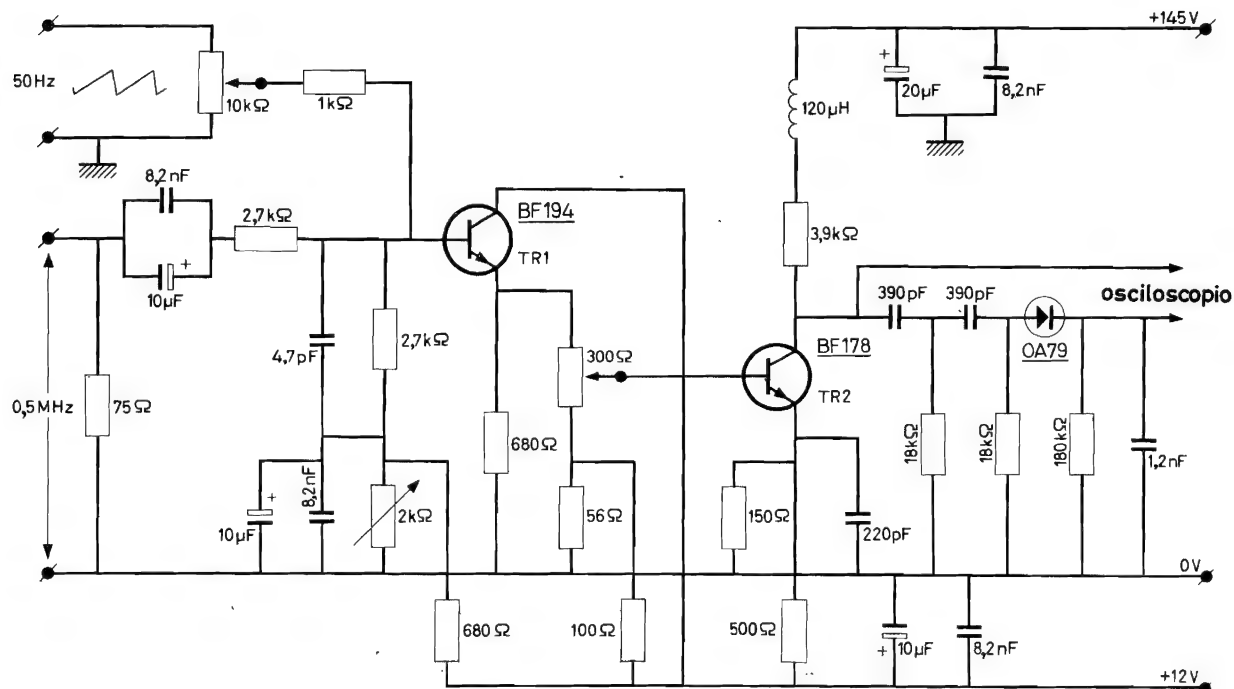 +145V
50Hz
10kΩ
1kΩ
20µF
+
8,2nF
120µH
8,2nF
2,7kΩ
BF194
TR1
3,9kΩ
10µF
+
390pF
390pF
osciloscopio
4,7pF
2,7kΩ
300Ω
BF178
TR2
OA79
0,5MHz
75Ω
680Ω
18kΩ
18kΩ
180kΩ
1,2nF
10µF
+
8,2nF
2kΩ
56Ω
150Ω
220pF
0V
680Ω
100Ω
500Ω
10µF
+
8,2nF
+12V